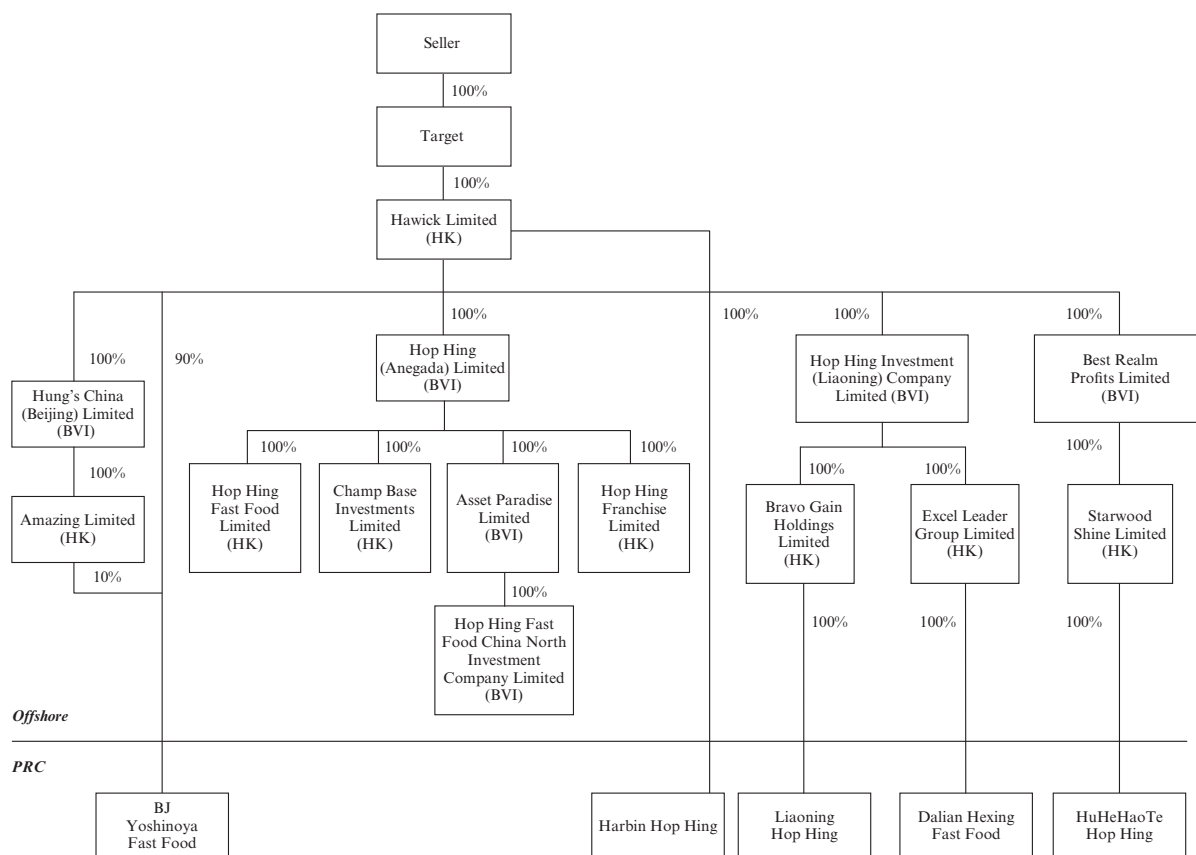 Seller
100%
Target
100%
Hawick Limited
(HK)
100%
90%
100%
100%
100%
100%
Hung’s China
(Beijing) Limited
(BVI)
Hop Hing
(Anegada) Limited
(BVI)
Hop Hing Investment
(Liaoning) Company
Limited (BVI)
Best Realm
Profits Limited
(BVI)
100%
100%
100%
100%
100%
100%
100%
100%
Amazing Limited
(HK)
Hop Hing
Fast Food
Limited
(HK)
Champ Base
Investments
Limited
(HK)
Asset Paradise
Limited
(BVI)
Hop Hing
Franchise
Limited
(HK)
Bravo Gain
Holdings
Limited
(HK)
Excel Leader
Group Limited
(HK)
Starwood
Shine Limited
(HK)
10%
100%
Hop Hing Fast
Food China North
Investment
Company Limited
(BVI)
100%
100%
100%
Offshore
PRC
BJ
Yoshinoya
Fast Food
Harbin Hop Hing
Liaoning
Hop Hing
Dalian Hexing
Fast Food
HuHeHaoTe
Hop Hing